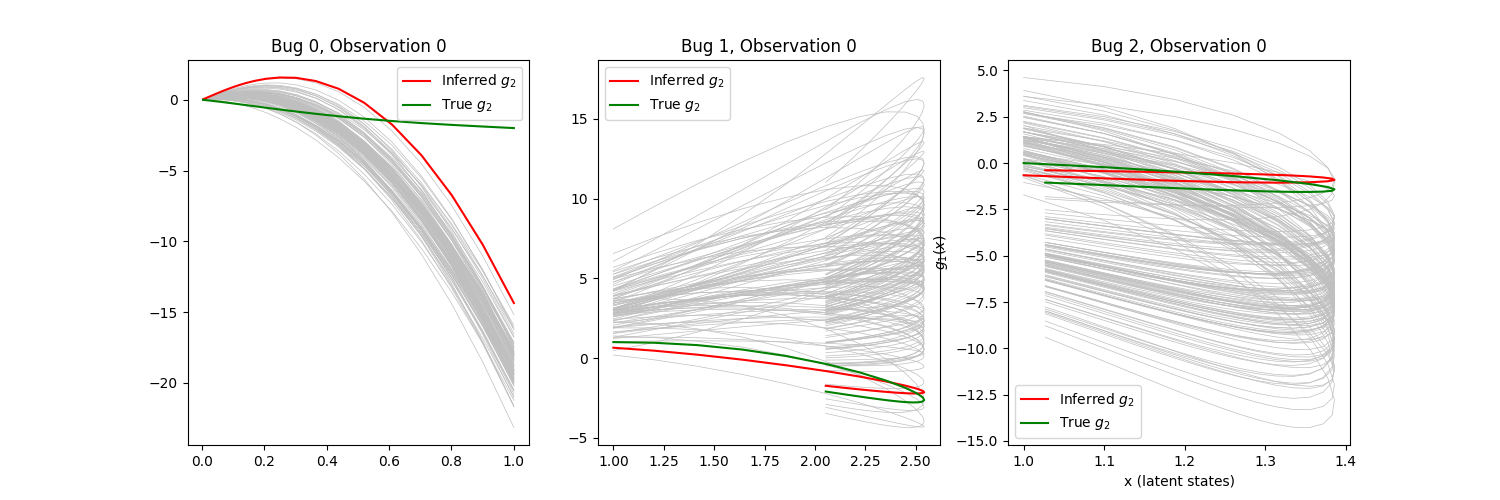 Bug 0, Observation 0
Inferred g₂
True g₂
0
−5
−10
−15
−20
0.0 0.2 0.4 0.6 0.8 1.0
Bug 1, Observation 0
Inferred g₂
True g₂
15
10
5
0
−5
1.00 1.25 1.50 1.75 2.00 2.25 2.50
Bug 2, Observation 0
g₁(x)
5.0
2.5
0.0
−2.5
−5.0
−7.5
−10.0
−12.5
−15.0
Inferred g₂
True g₂
1.0 1.1 1.2 1.3 1.4
x (latent states)